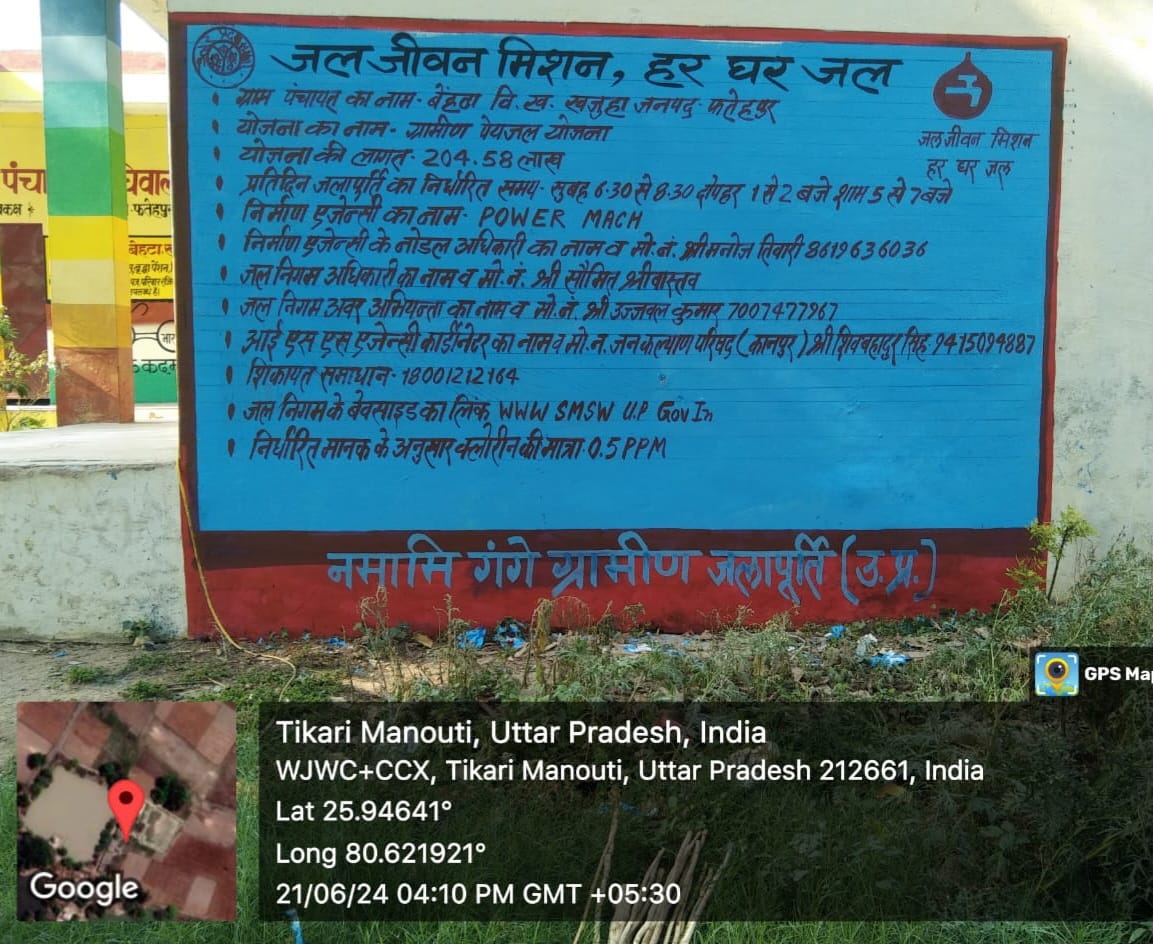 जल जीवन मिशन, हर घर जल
• ग्राम पंचायत का नाम- बेंहटा वि. ख. खजुहा जनपद- फतेहपुर
• योजना का नाम- ग्रामीण पेयजल योजना
• योजना की लागत- 204.58 लाख
• प्रतिदिन जलापूर्ति का निर्धारित समय- सुबह 6.30 से 8.30 दोपहर 1 से 2 बजे शाम 5 से 7 बजे
• निर्माण एजेन्सी का नाम- POWER MACH
• निर्माण एजेन्सी के नोडल अधिकारी का नाम व मो.नं. श्री मनोज तिवारी 8619636036
• जल निगम अधिकारी का नाम व मो.नं. श्री सौमित श्रीवास्तव
• जल निगम अवर अभियन्ता का नाम व मो.नं. श्री उज्जवल कुमार 7007477967
• आई एस एस एजेन्सी कार्डिनेटर का नाम व मो.न. जन कल्याण परिषद (कानपुर) श्री शिवबहादुर सिंह- 9415094887
• शिकायत समाधान- 18001212164
• जल निगम के बेवसाइड का लिंक WWW SMSW U.P Gov In
• निर्धारित मानक के अनुसार क्लोरीन की मात्रा 0.5 PPM
जल जीवन मिशन
हर घर जल
नमामि गंगे ग्रामीण जलापूर्ति (उ.प्र.)
पंचा
फतेहपुर
बेहटा
GPS Map
Tikari Manouti, Uttar Pradesh, India
WJWC+CCX, Tikari Manouti, Uttar Pradesh 212661, India
Lat 25.94641°
Long 80.621921°
21/06/24 04:10 PM GMT +05:30
Google